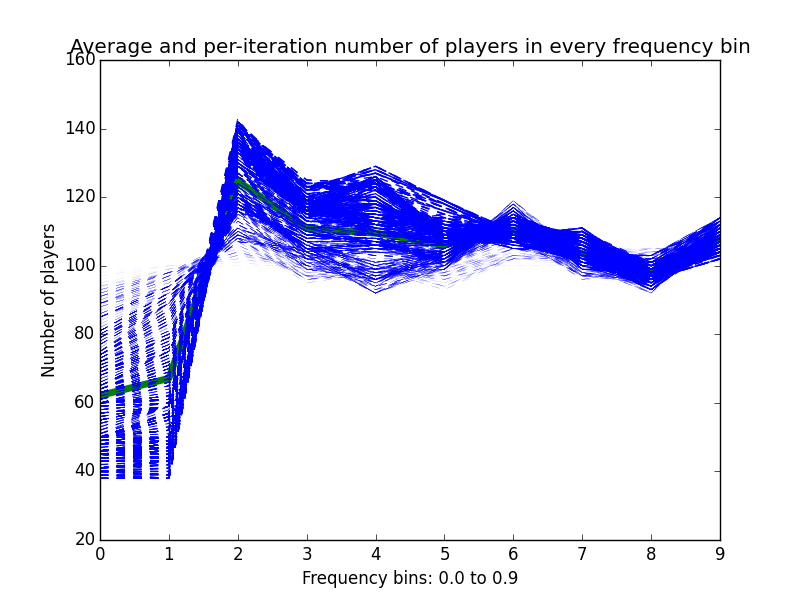 Average and per-iteration number of players in every frequency bin
160
140
120
100
80
60
40
20
Number of players
0 1 2 3 4 5 6 7 8 9
Frequency bins: 0.0 to 0.9